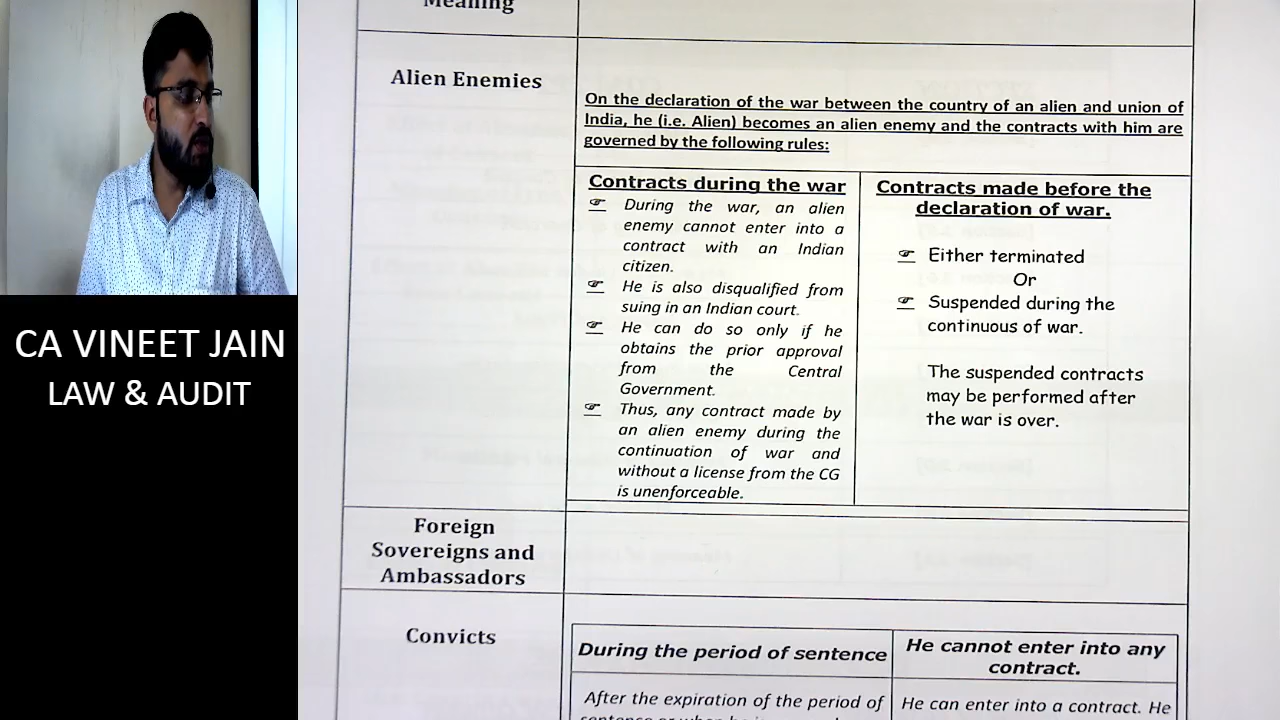 Meaning
Alien Enemies
On the declaration of the war between the country of an alien and union of
India, he (i.e. Alien) becomes an alien enemy and the contracts with him are
governed by the following rules:
Contracts during the war
During the war, an alien
enemy cannot enter into a
contract with an Indian
citizen.
He is also disqualified from
suing in an Indian court.
He can do so only if he
obtains the prior approval
from the Central
Government.
Thus, any contract made by
an alien enemy during the
continuation of war and
without a license from the CG
is unenforceable.
Contracts made before the
declaration of war.
Either terminated
Or
Suspended during the
continuous of war.
The suspended contracts
may be performed after
the war is over.
Foreign
Sovereigns and
Ambassadors
Convicts
During the period of sentence
He cannot enter into any
contract.
After the expiration of the period of
He can enter into a contract. He
CA VINEET JAIN
LAW & AUDIT